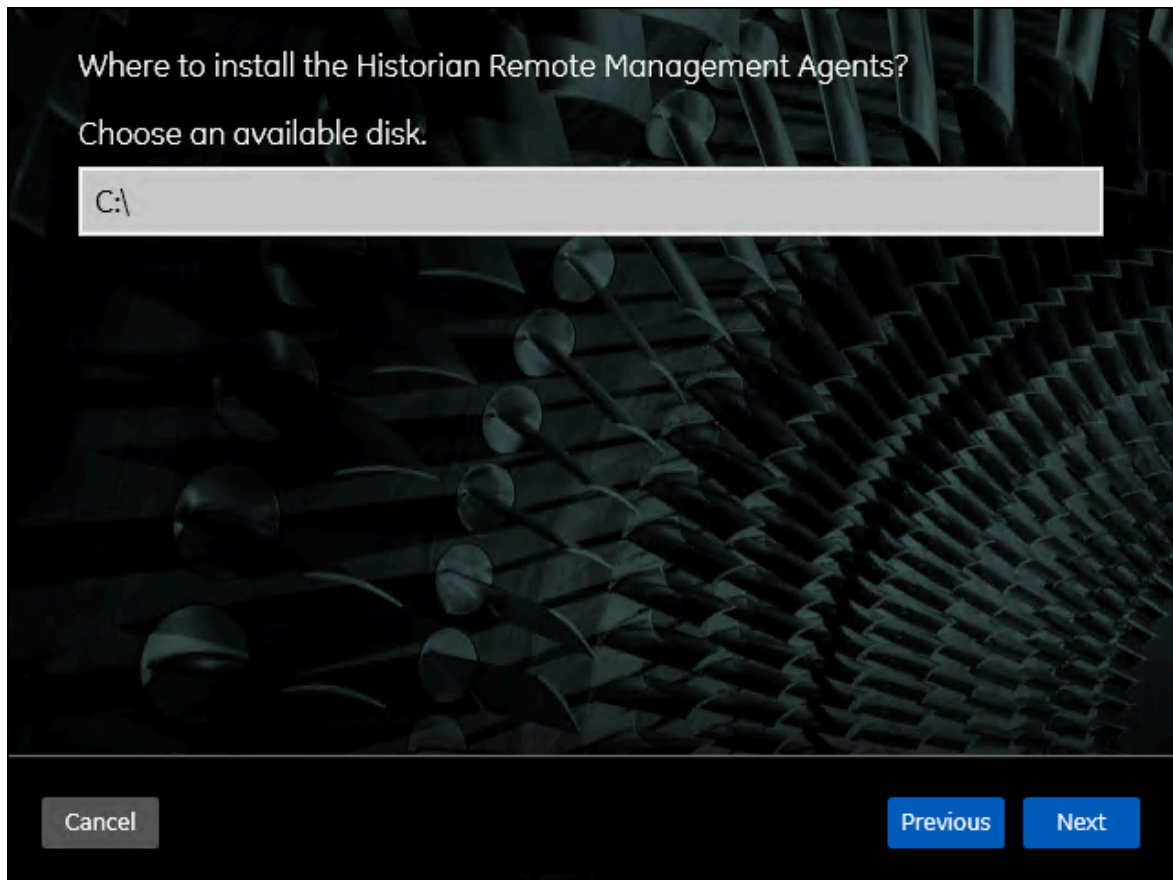 Where to install the Historian Remote Management Agents?
Choose an available disk.
C:\
Cancel
Previous
Next